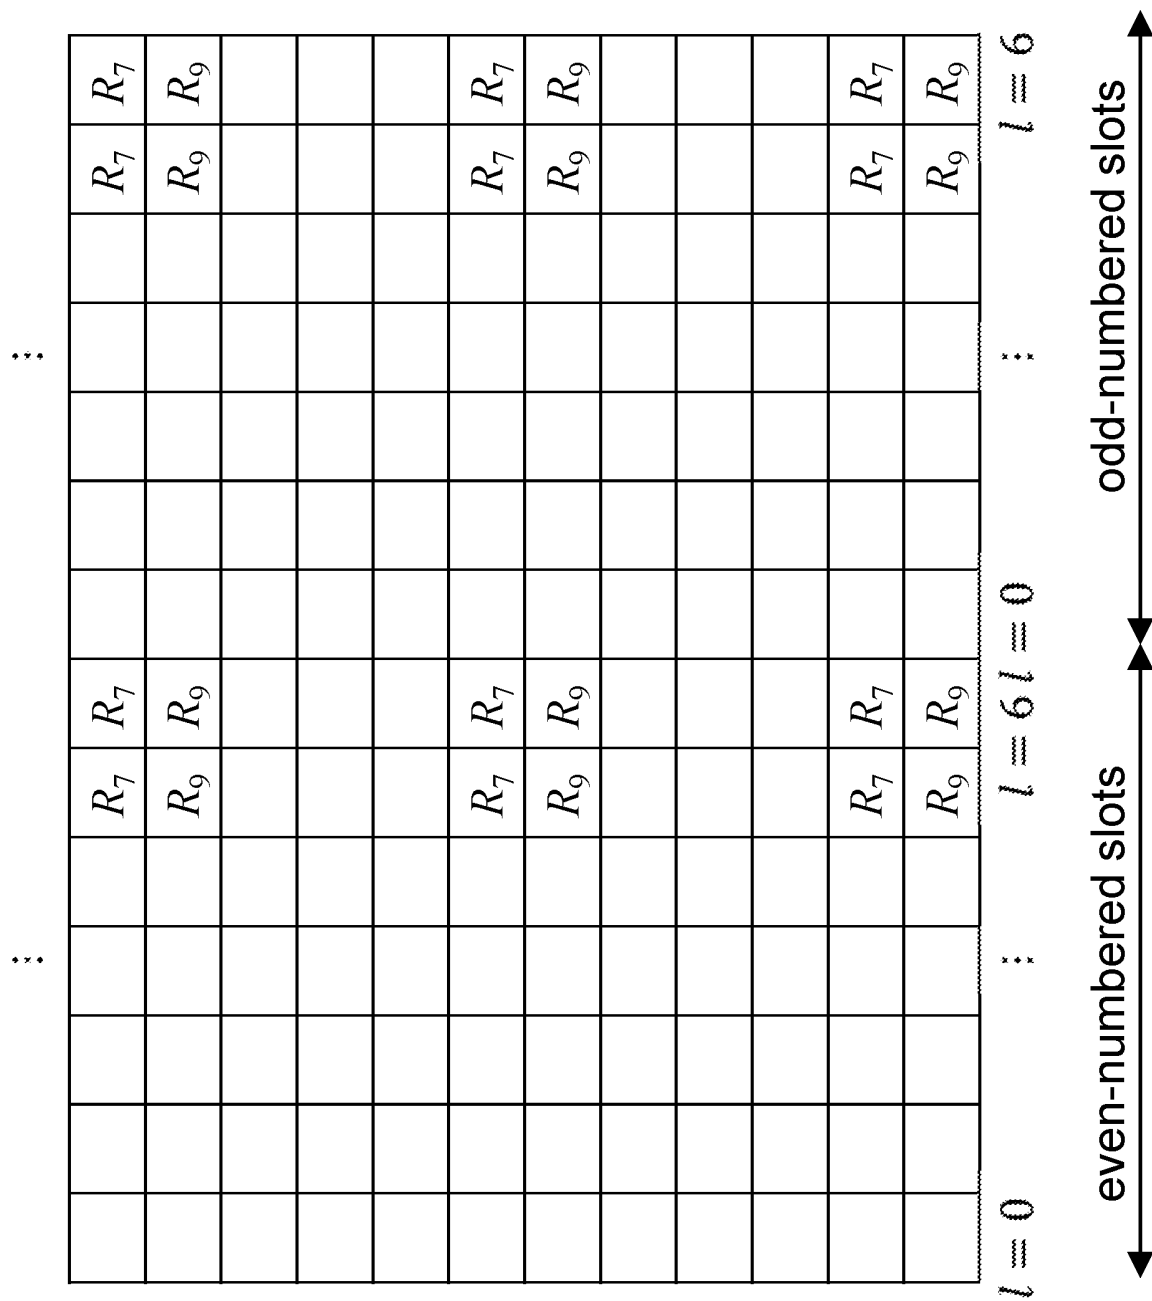 … …
R₇ R₇ R₇ R₇
R₉ R₉ R₉ R₉
R₇ R₇ R₇ R₇
R₉ R₉ R₉ R₉
R₇ R₇ R₇ R₇
R₉ R₉ R₉ R₉
l = 0 … l = 6 l = 0 … l = 6
even-numbered slots odd-numbered slots